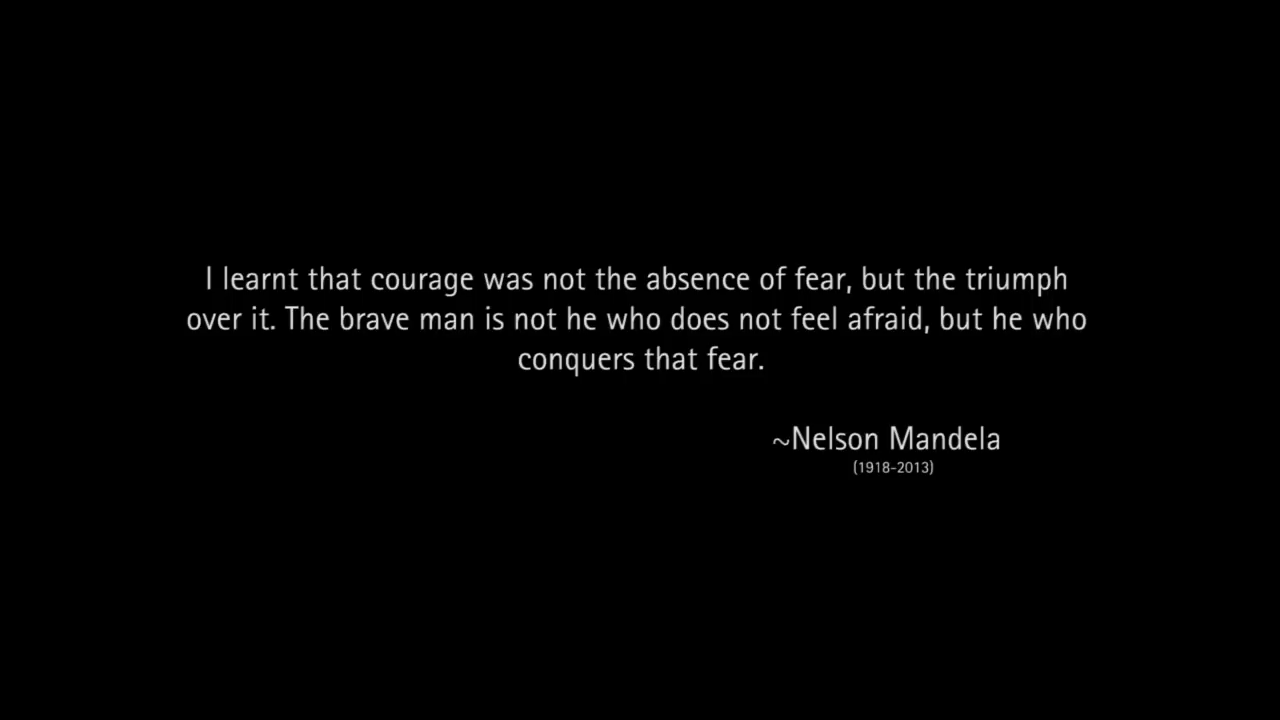 I learnt that courage was not the absence of fear, but the triumph
over it. The brave man is not he who does not feel afraid, but he who
conquers that fear.
~Nelson Mandela
(1918-2013)